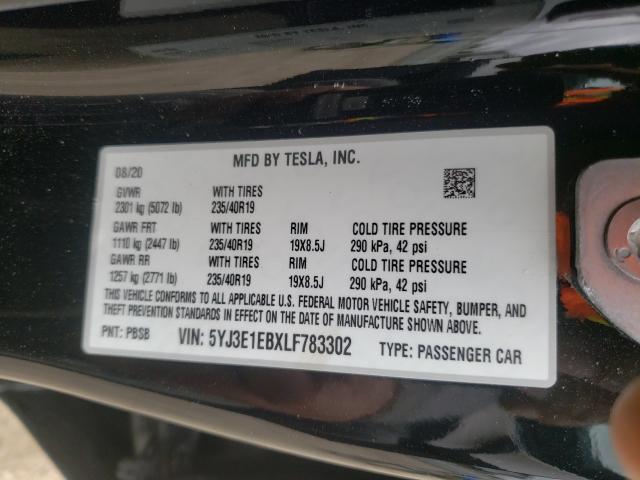 MFD BY TESLA, INC.
08/20
GVWR WITH TIRES
2301 kg (5072 lb) 235/40R19
GAWR FRT WITH TIRES RIM COLD TIRE PRESSURE
1110 kg (2447 lb) 235/40R19 19X8.5J 290 kPa, 42 psi
GAWR RR WITH TIRES RIM COLD TIRE PRESSURE
1257 kg (2771 lb) 235/40R19 19X8.5J 290 kPa, 42 psi
THIS VEHICLE CONFORMS TO ALL APPLICABLE U.S. FEDERAL MOTOR VEHICLE SAFETY, BUMPER, AND
THEFT PREVENTION STANDARDS IN EFFECT ON THE DATE OF MANUFACTURE SHOWN ABOVE.
PNT: PBSB VIN: 5YJ3E1EBXLF783302 TYPE: PASSENGER CAR